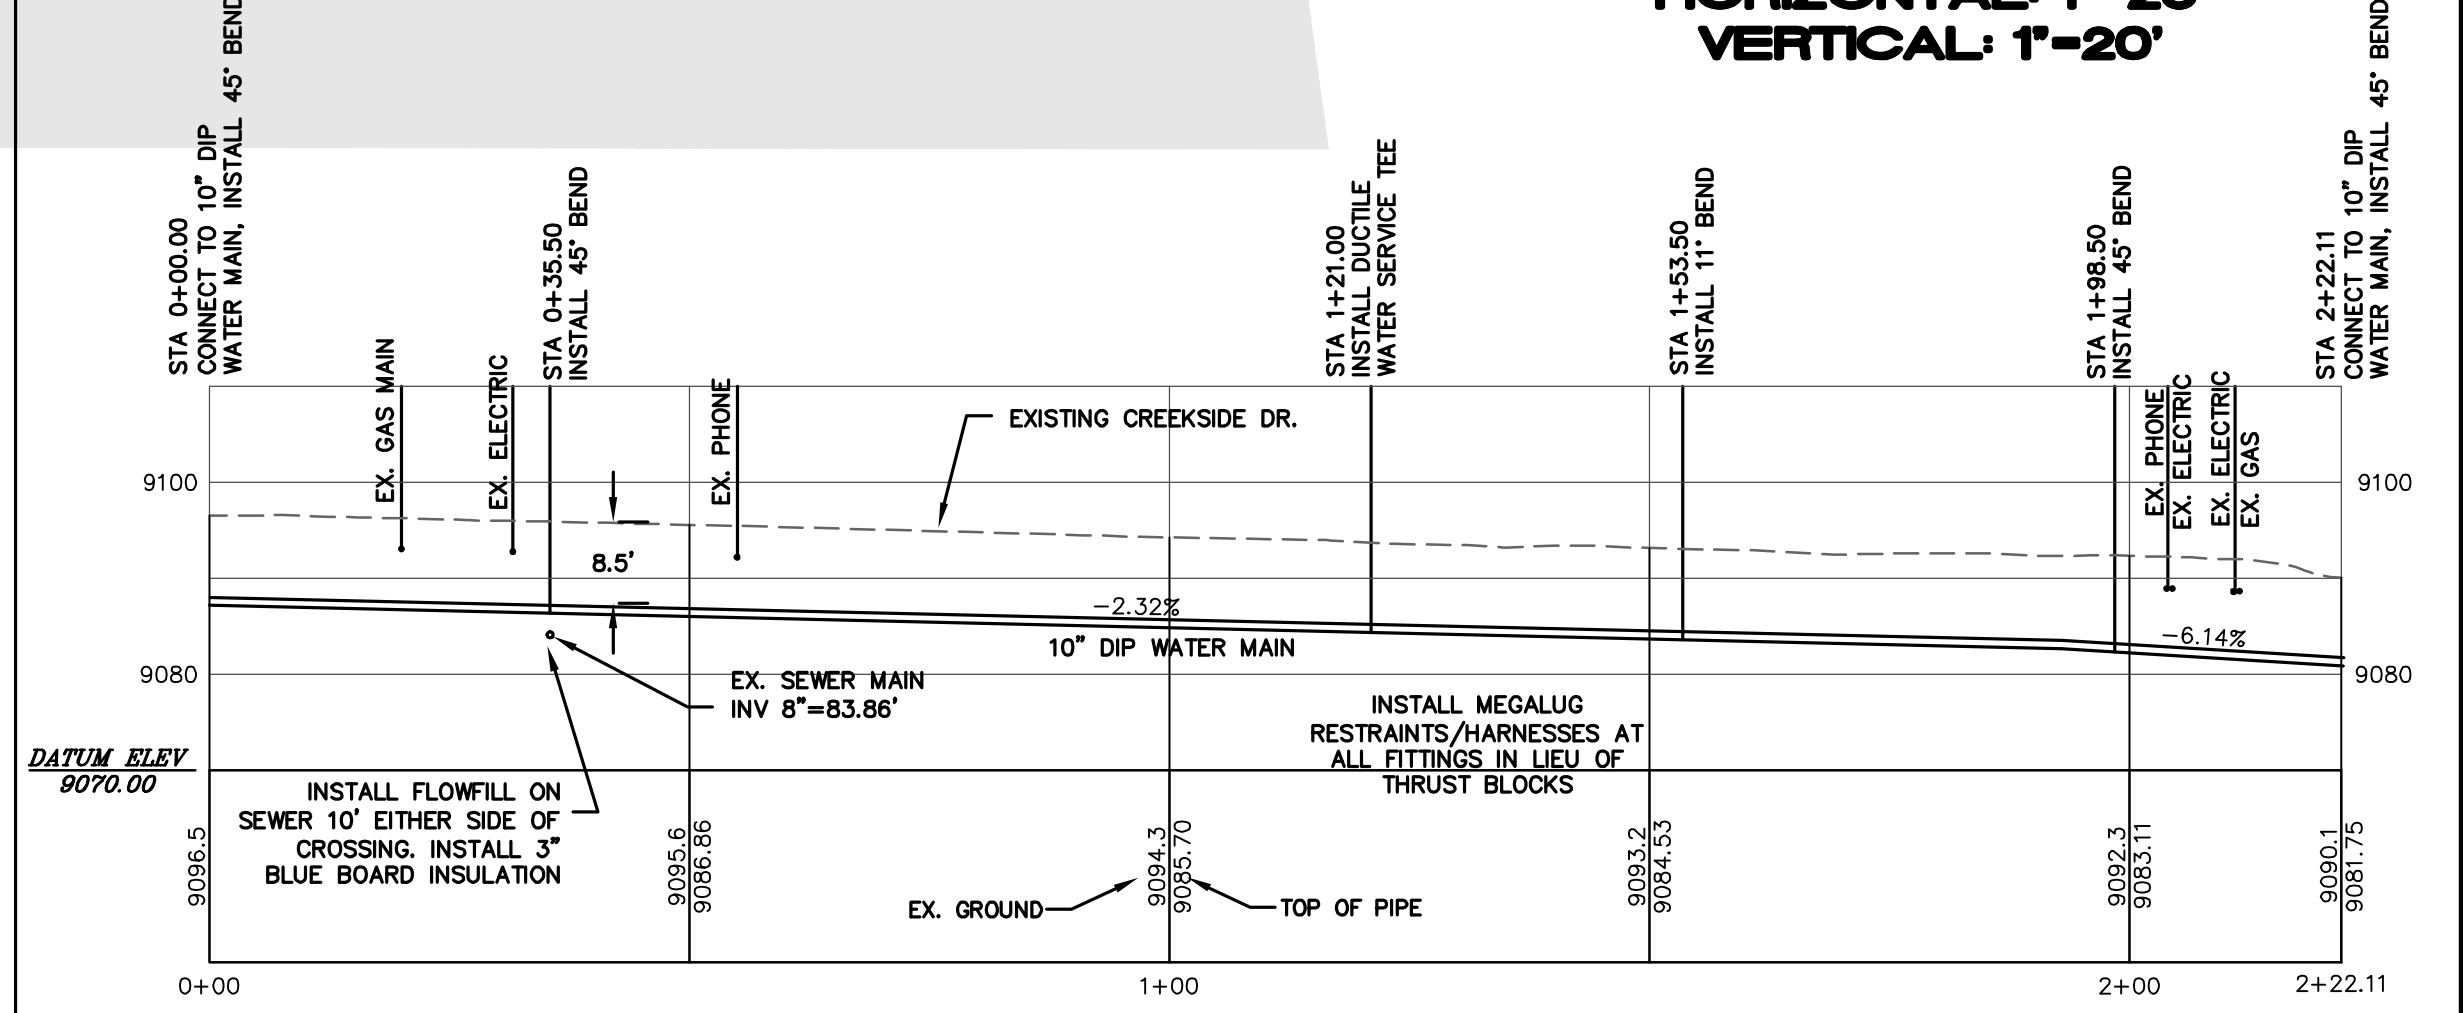 VERTICAL: 1"=20'
STA 0+00.00
CONNECT TO 10" DIP
WATER MAIN, INSTALL 45° BEND
STA 0+35.50
INSTALL 45° BEND
STA 1+21.00
INSTALL DUCTILE
WATER SERVICE TEE
STA 1+53.50
INSTALL 11° BEND
STA 1+98.50
INSTALL 45° BEND
STA 2+22.11
CONNECT TO 10" DIP
WATER MAIN, INSTALL 45° BEND
EX. GAS MAIN
EX. ELECTRIC
EX. PHONE
EXISTING CREEKSIDE DR.
EX. PHONE
EX. ELECTRIC
EX. ELECTRIC
EX. GAS
9100
9100
8.5'
-2.32%
10" DIP WATER MAIN
-6.14%
9080
9080
EX. SEWER MAIN
INV 8"=83.86'
INSTALL MEGALUG
RESTRAINTS/HARNESSES AT
ALL FITTINGS IN LIEU OF
THRUST BLOCKS
DATUM ELEV
9070.00
INSTALL FLOWFILL ON
SEWER 10' EITHER SIDE OF
CROSSING. INSTALL 3"
BLUE BOARD INSULATION
9096.5
9095.6
9086.86
9094.3
9085.70
9093.2
9084.53
9092.3
9083.11
9090.1
9081.75
EX. GROUND
TOP OF PIPE
0+00
1+00
2+00
2+22.11